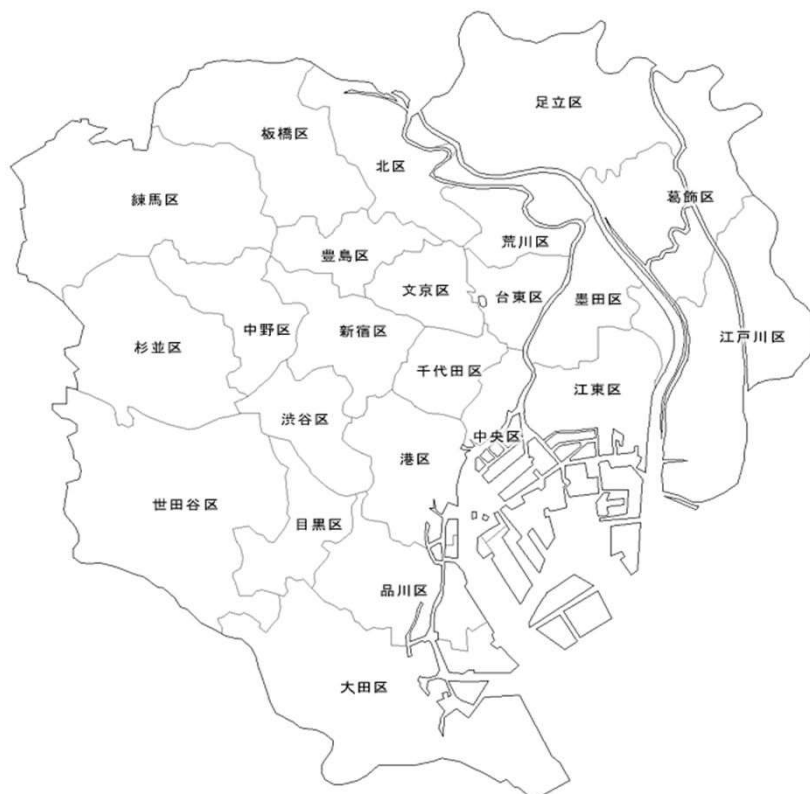 足立区
板橋区
北区
練馬区
葛飾区
荒川区
豊島区
文京区
台東区
墨田区
中野区
新宿区
江戸川区
杉並区
千代田区
江東区
渋谷区
中央区
港区
世田谷区
目黒区
品川区
大田区